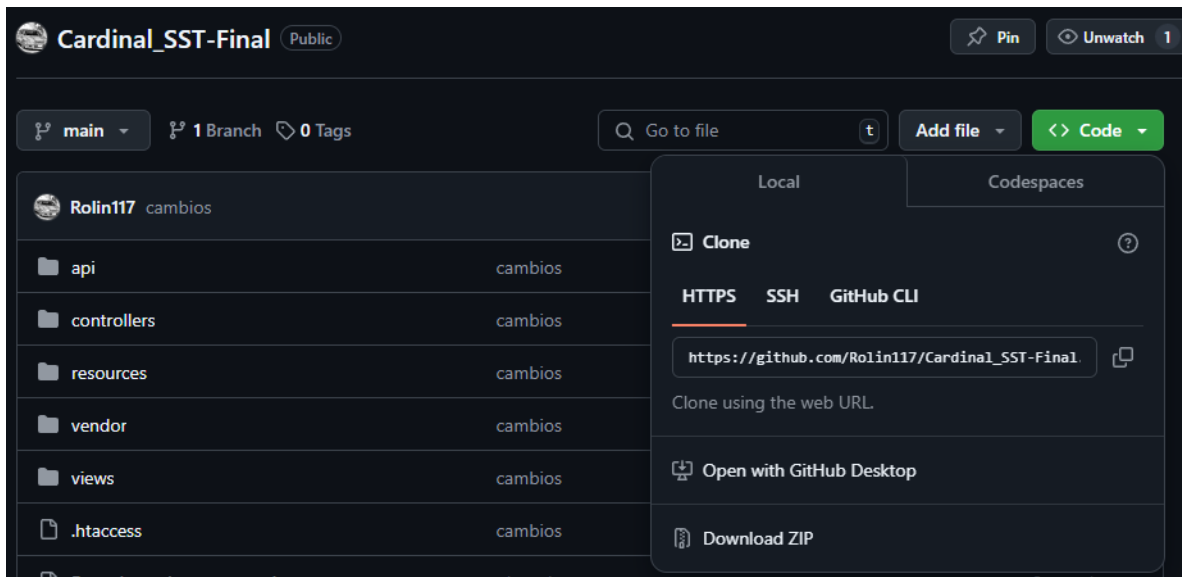 Cardinal_SST-Final Public
Pin
Unwatch 1
main
1 Branch
0 Tags
Go to file t
Add file
Code
Local
Codespaces
Rolin117 cambios
Clone
HTTPS SSH GitHub CLI
https://github.com/Rolin117/Cardinal_SST-Final.
Clone using the web URL.
Open with GitHub Desktop
Download ZIP
api cambios
controllers cambios
resources cambios
vendor cambios
views cambios
.htaccess cambios